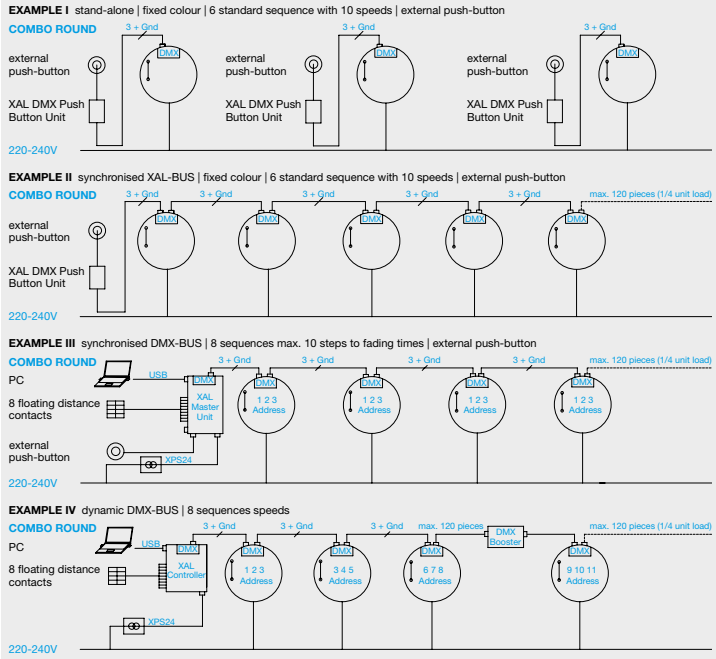 EXAMPLE I stand-alone | fixed colour | 6 standard sequence with 10 speeds | external push-button
COMBO ROUND
3 + Gnd 3 + Gnd 3 + Gnd
DMX DMX DMX
external push-button external push-button external push-button
XAL DMX Push Button Unit XAL DMX Push Button Unit XAL DMX Push Button Unit
220-240V
EXAMPLE II synchronised XAL-BUS | fixed colour | 6 standard sequence with 10 speeds | external push-button
COMBO ROUND 3 + Gnd 3 + Gnd 3 + Gnd 3 + Gnd 3 + Gnd max. 120 pieces (1/4 unit load)
DMX DMX DMX DMX DMX
external
push-button
XAL DMX Push
Button Unit
220-240V
EXAMPLE III synchronised DMX-BUS | 8 sequences max. 10 steps to fading times | external push-button
COMBO ROUND 3 + Gnd 3 + Gnd 3 + Gnd 3 + Gnd max. 120 pieces (1/4 unit load)
PC USB DMX DMX DMX DMX DMX
8 floating distance
contacts
XAL
Master
Unit
1 2 3 1 2 3 1 2 3 1 2 3
Address Address Address Address
external
push-button
XPS24
220-240V
EXAMPLE IV dynamic DMX-BUS | 8 sequences speeds
COMBO ROUND 3 + Gnd 3 + Gnd 3 + Gnd max. 120 pieces DMX Booster max. 120 pieces (1/4 unit load)
PC USB DMX DMX DMX DMX DMX
8 floating distance
contacts
XAL
Controller
1 2 3 3 4 5 6 7 8 9 10 11
Address Address Address Address
XPS24
220-240V